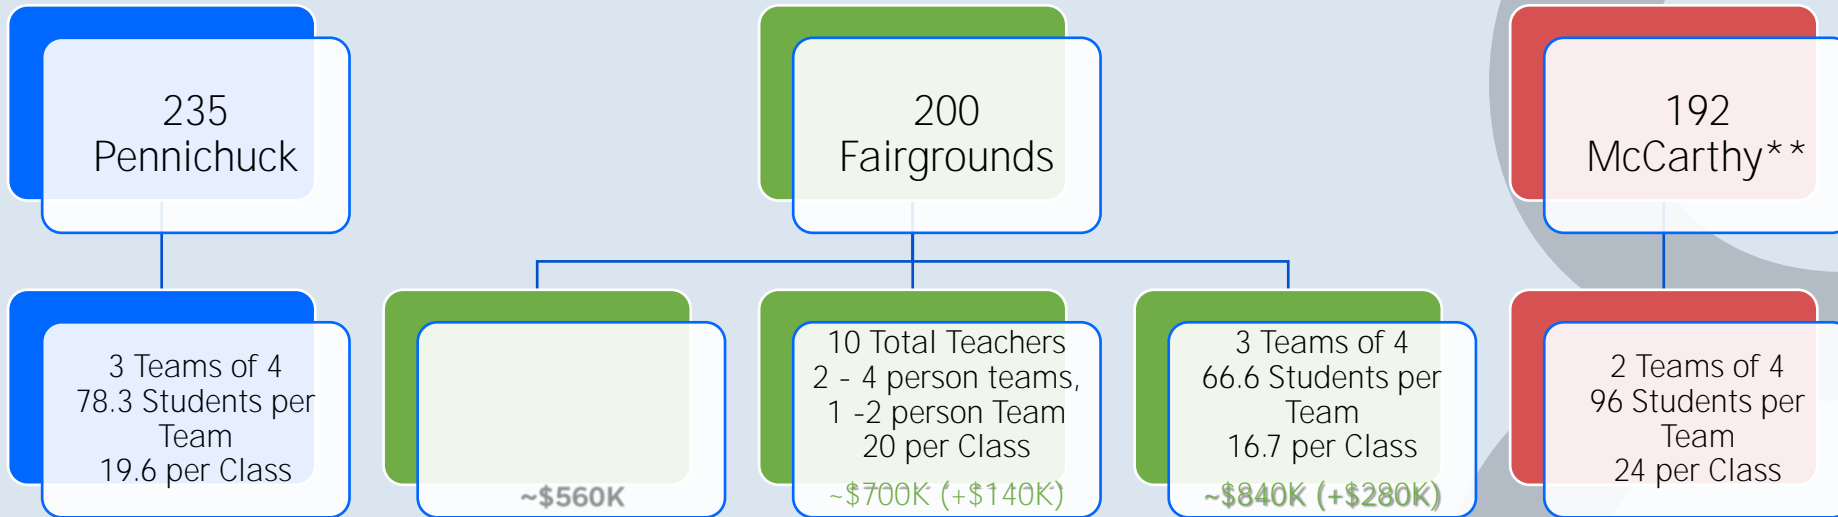 235
Pennichuck
200
Fairgrounds
192
McCarthy**
3 Teams of 4
78.3 Students per
Team
19.6 per Class
~$560K
10 Total Teachers
2 - 4 person teams,
1 -2 person Team
20 per Class
~$700K (+$140K)
3 Teams of 4
66.6 Students per
Team
16.7 per Class
~$840K (+$280K)
2 Teams of 4
96 Students per
Team
24 per Class